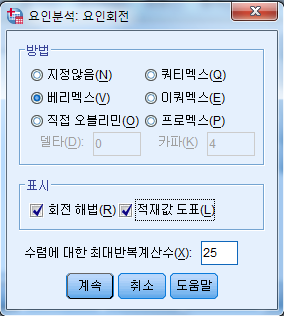 요인분석: 요인회전
방법
지정않음(N) 쿼티멕스(Q)
베리멕스(V) 이쿼멕스(E)
직접 오블리민(O) 프로멕스(P)
델타(D): 0 카파(K) 4
표시
회전 해법(R) 적재값 도표(L)
수렴에 대한 최대반복계산수(X): 25
계속 취소 도움말